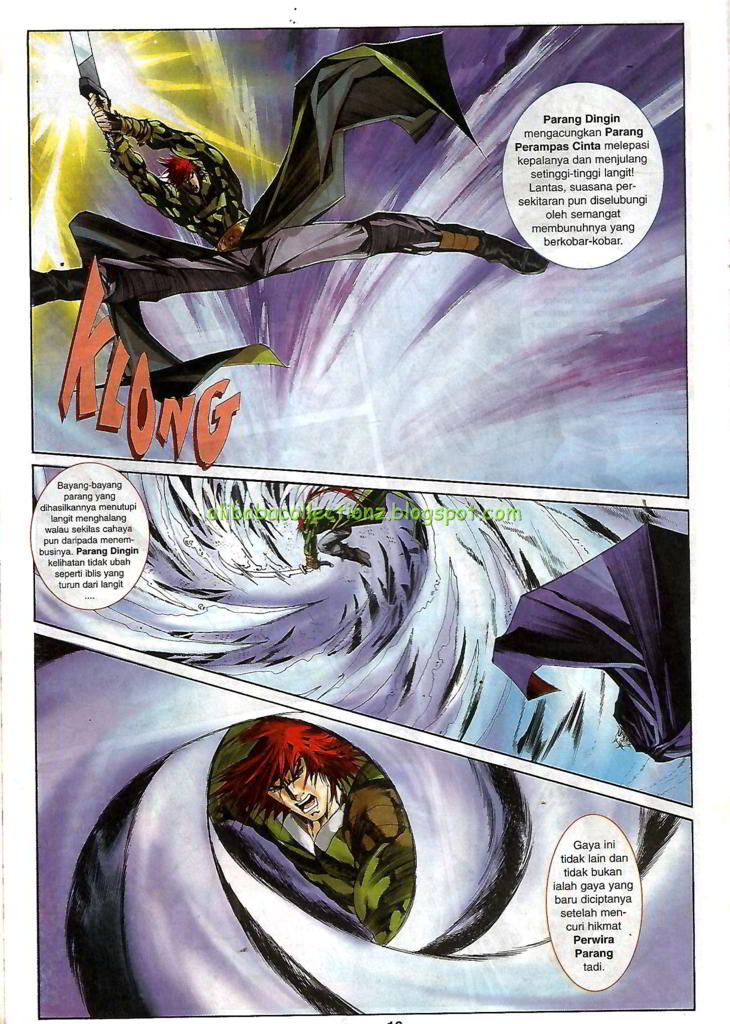 Parang Dingin
mengacungkan Parang
Perampas Cinta melepasi
kepalanya dan menjulang
setinggi-tinggi langit!
Lantas, suasana per-
sekitaran pun diselubungi
oleh semangat
membunuhnya yang
berkobar-kobar.
KLONG
Bayang-bayang
parang yang
dihasilkannya menutupi
langit menghalang
walau sekilas cahaya
pun daripada menem-
businya. Parang Dingin
kelihatan tidak ubah
seperti iblis yang
turun dari langit
....
alibabacollectionz.blogspot.com
Gaya ini
tidak lain dan
tidak bukan
ialah gaya yang
baru diciptanya
setelah men-
curi hikmat
Perwira
Parang
tadi.